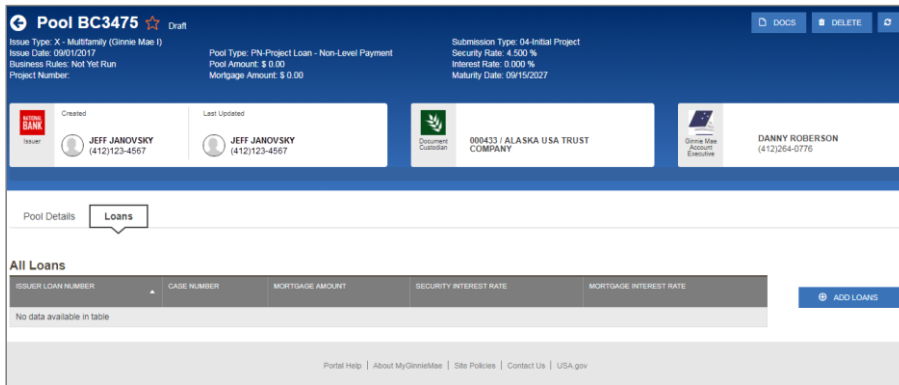 Pool BC3475 Draft
DOCS DELETE
Issue Type: X - Multifamily (Ginnie Mae I)
Issue Date: 09/01/2017
Business Rules: Not Yet Run
Project Number:
Pool Type: PN-Project Loan - Non-Level Payment
Pool Amount: $ 0.00
Mortgage Amount: $ 0.00
Submission Type: 04-Initial Project
Security Rate: 4.500 %
Interest Rate: 0.000 %
Maturity Date: 09/15/2027
NATIONAL
BANK
Issuer
Created
JEFF JANOVSKY
(412)123-4567
Last Updated
JEFF JANOVSKY
(412)123-4567
Document
Custodian
000433 / ALASKA USA TRUST
COMPANY
Ginnie Mae
Account
Executive
DANNY ROBERSON
(412)264-0776
Pool Details Loans
All Loans
ISSUER LOAN NUMBER CASE NUMBER MORTGAGE AMOUNT SECURITY INTEREST RATE MORTGAGE INTEREST RATE
No data available in table
ADD LOANS
Portal Help | About MyGinnieMae | Site Policies | Contact Us | USA.gov